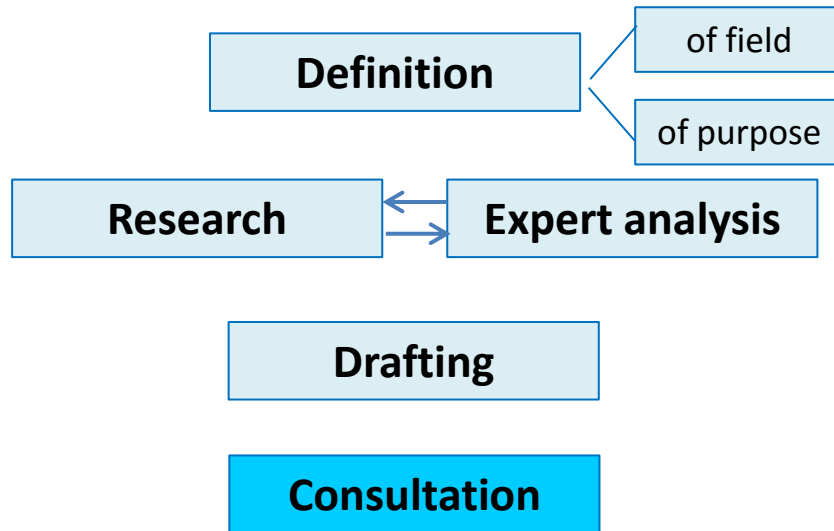 Definition
of field
of purpose
Research
Expert analysis
Drafting
Consultation